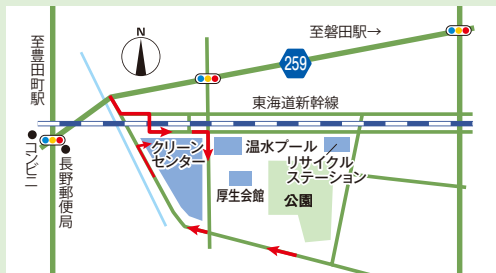 N
至磐田駅→
259
至豊田町駅
東海道新幹線
コンビニ
長野郵便局
クリーン
センター
温水プール
リサイクル
ステーション
厚生会館
公園